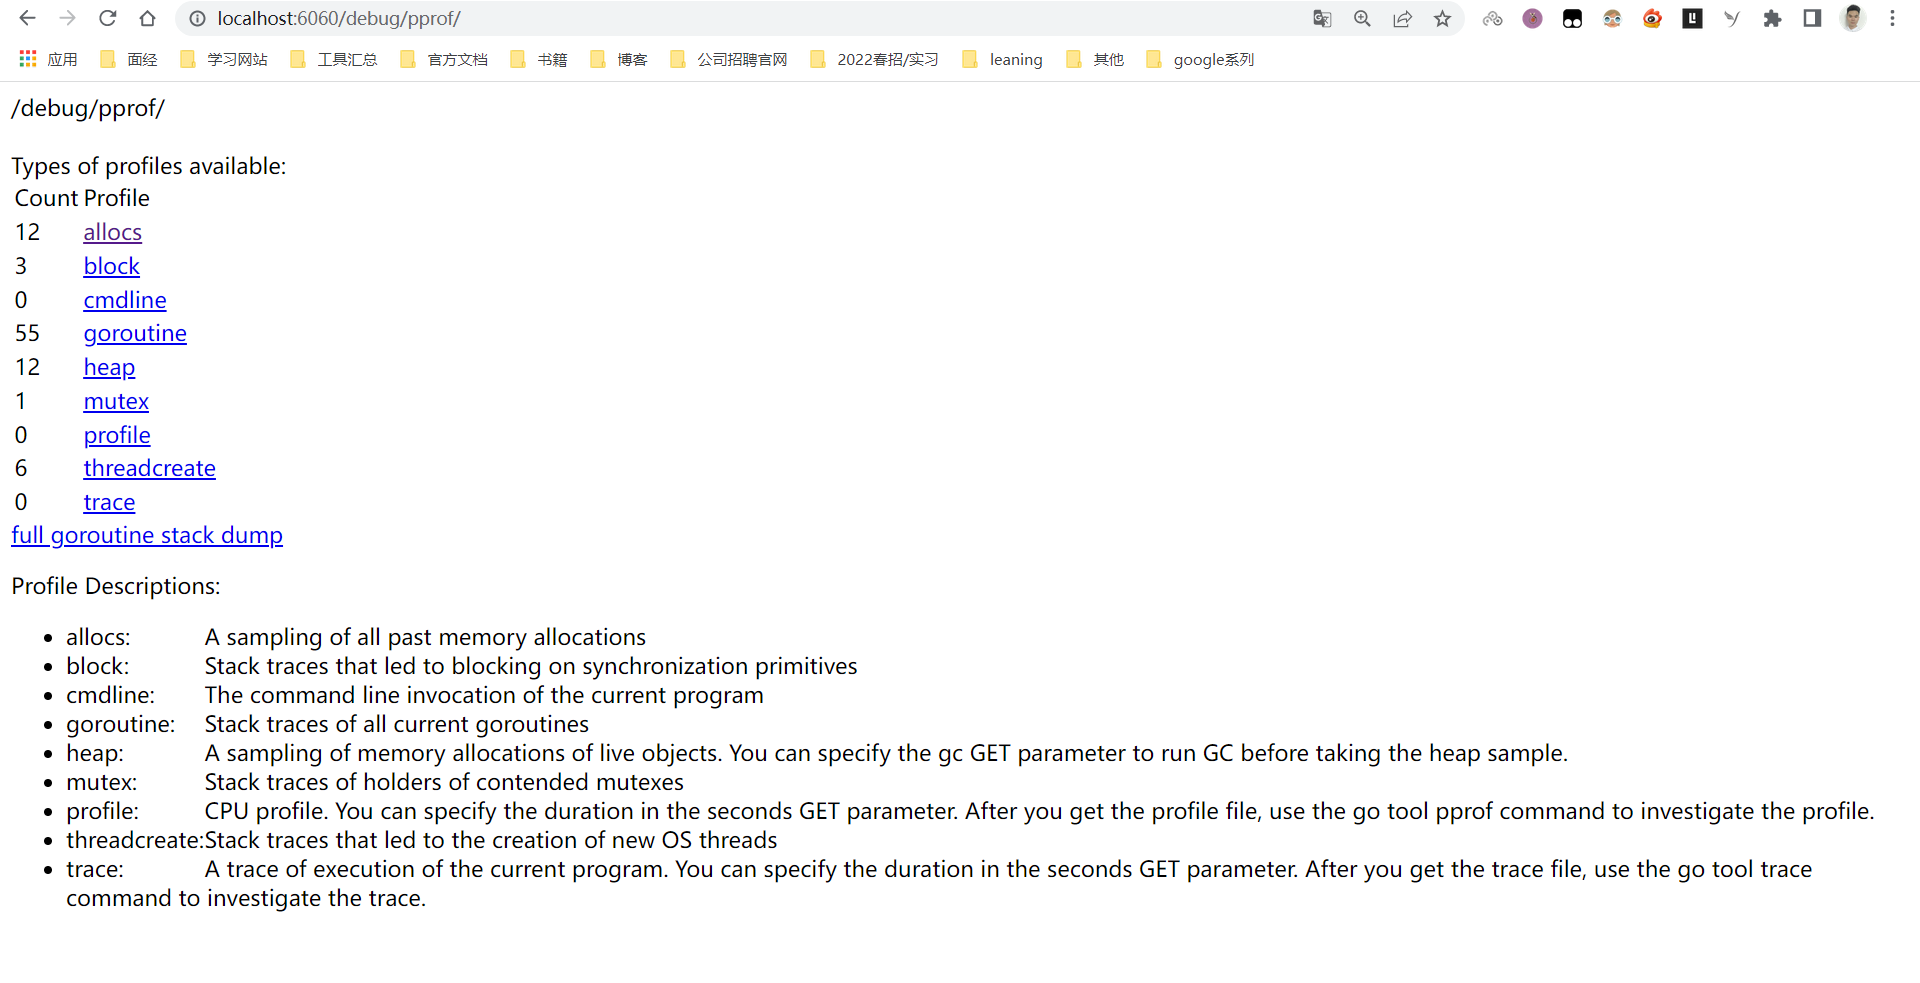 localhost:6060/debug/pprof/
应用 面经 学习网站 工具汇总 官方文档 书籍 博客 公司招聘官网 2022春招/实习 leaning 其他 google系列
/debug/pprof/
Types of profiles available:
Count Profile
12 allocs
3 block
0 cmdline
55 goroutine
12 heap
1 mutex
0 profile
6 threadcreate
0 trace
full goroutine stack dump
Profile Descriptions:
• allocs: A sampling of all past memory allocations
• block: Stack traces that led to blocking on synchronization primitives
• cmdline: The command line invocation of the current program
• goroutine: Stack traces of all current goroutines
• heap: A sampling of memory allocations of live objects. You can specify the gc GET parameter to run GC before taking the heap sample.
• mutex: Stack traces of holders of contended mutexes
• profile: CPU profile. You can specify the duration in the seconds GET parameter. After you get the profile file, use the go tool pprof command to investigate the profile.
• threadcreate:Stack traces that led to the creation of new OS threads
• trace: A trace of execution of the current program. You can specify the duration in the seconds GET parameter. After you get the trace file, use the go tool trace
command to investigate the trace.